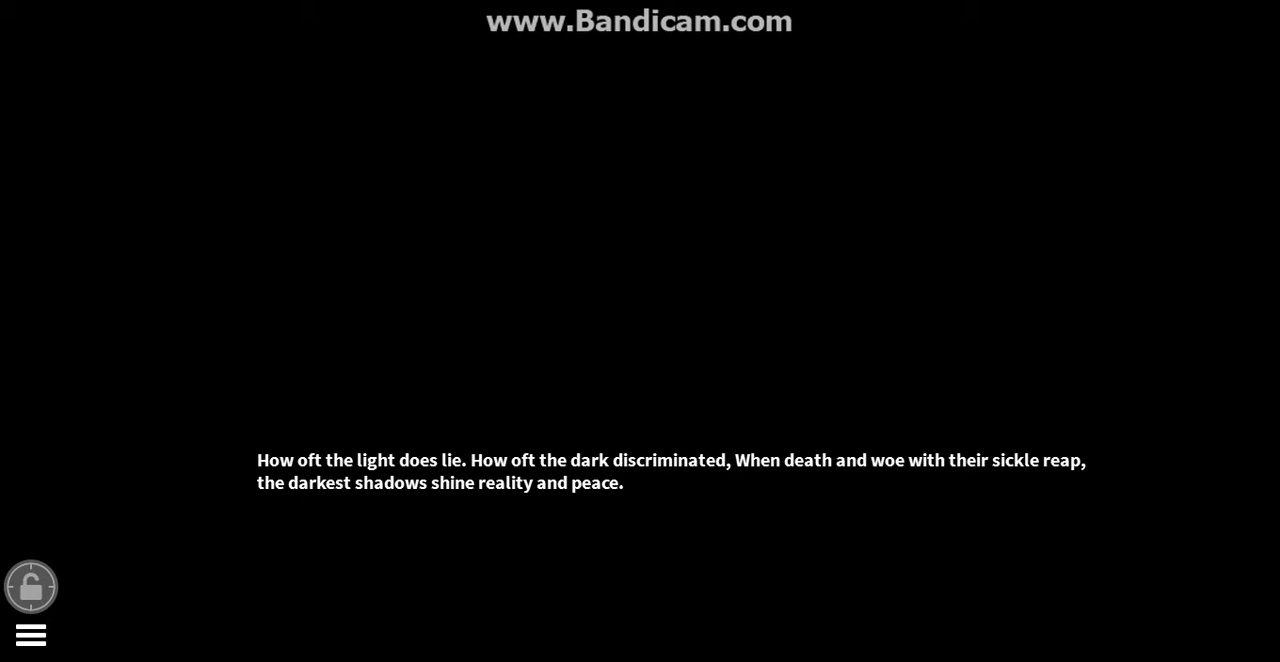 www.Bandicam.com
How oft the light does lie. How oft the dark discriminated, When death and woe with their sickle reap,
the darkest shadows shine reality and peace.